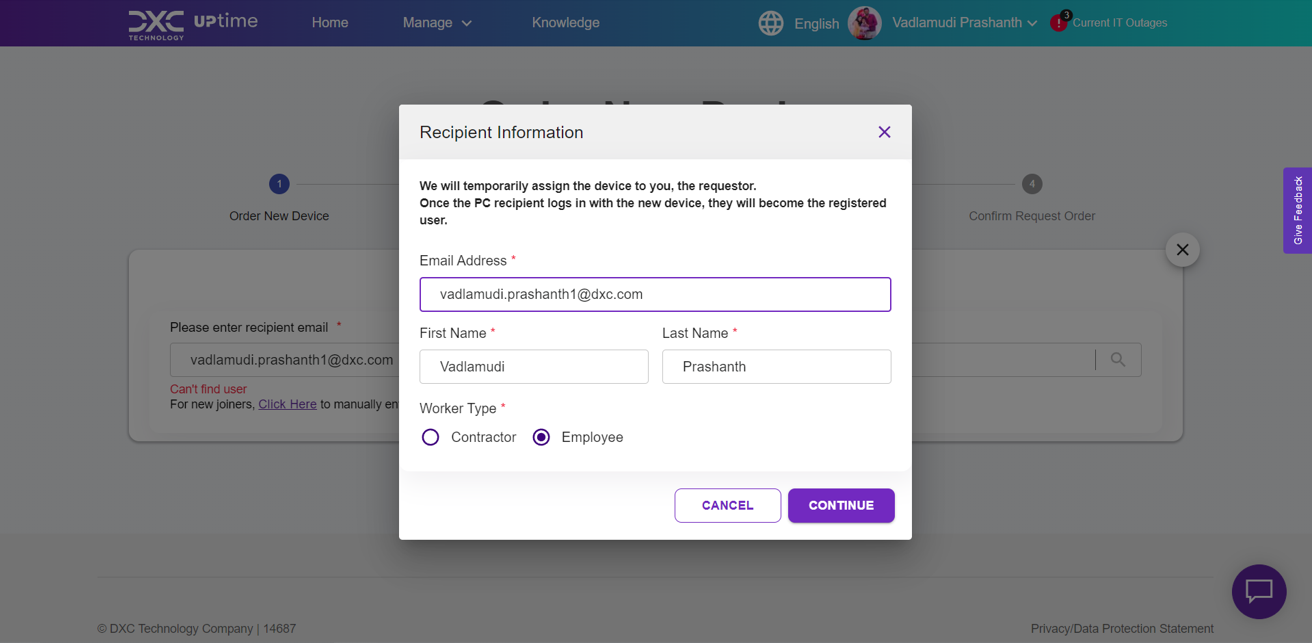 DXC TECHNOLOGY UPtime Home Manage Knowledge English Vadlamudi Prashanth 3 Current IT Outages
Recipient Information
We will temporarily assign the device to you, the requestor.
Once the PC recipient logs in with the new device, they will become the registered
user.
1
4
Order New Device
Confirm Request Order
Give Feedback
Email Address *
vadlamudi.prashanth1@dxc.com
First Name * Last Name *
Vadlamudi Prashanth
Please enter recipient email *
vadlamudi.prashanth1@dxc.com
Can't find user
For new joiners, Click Here to manually en
Worker Type *
Contractor Employee
CANCEL CONTINUE
© DXC Technology Company | 14687 Privacy/Data Protection Statement